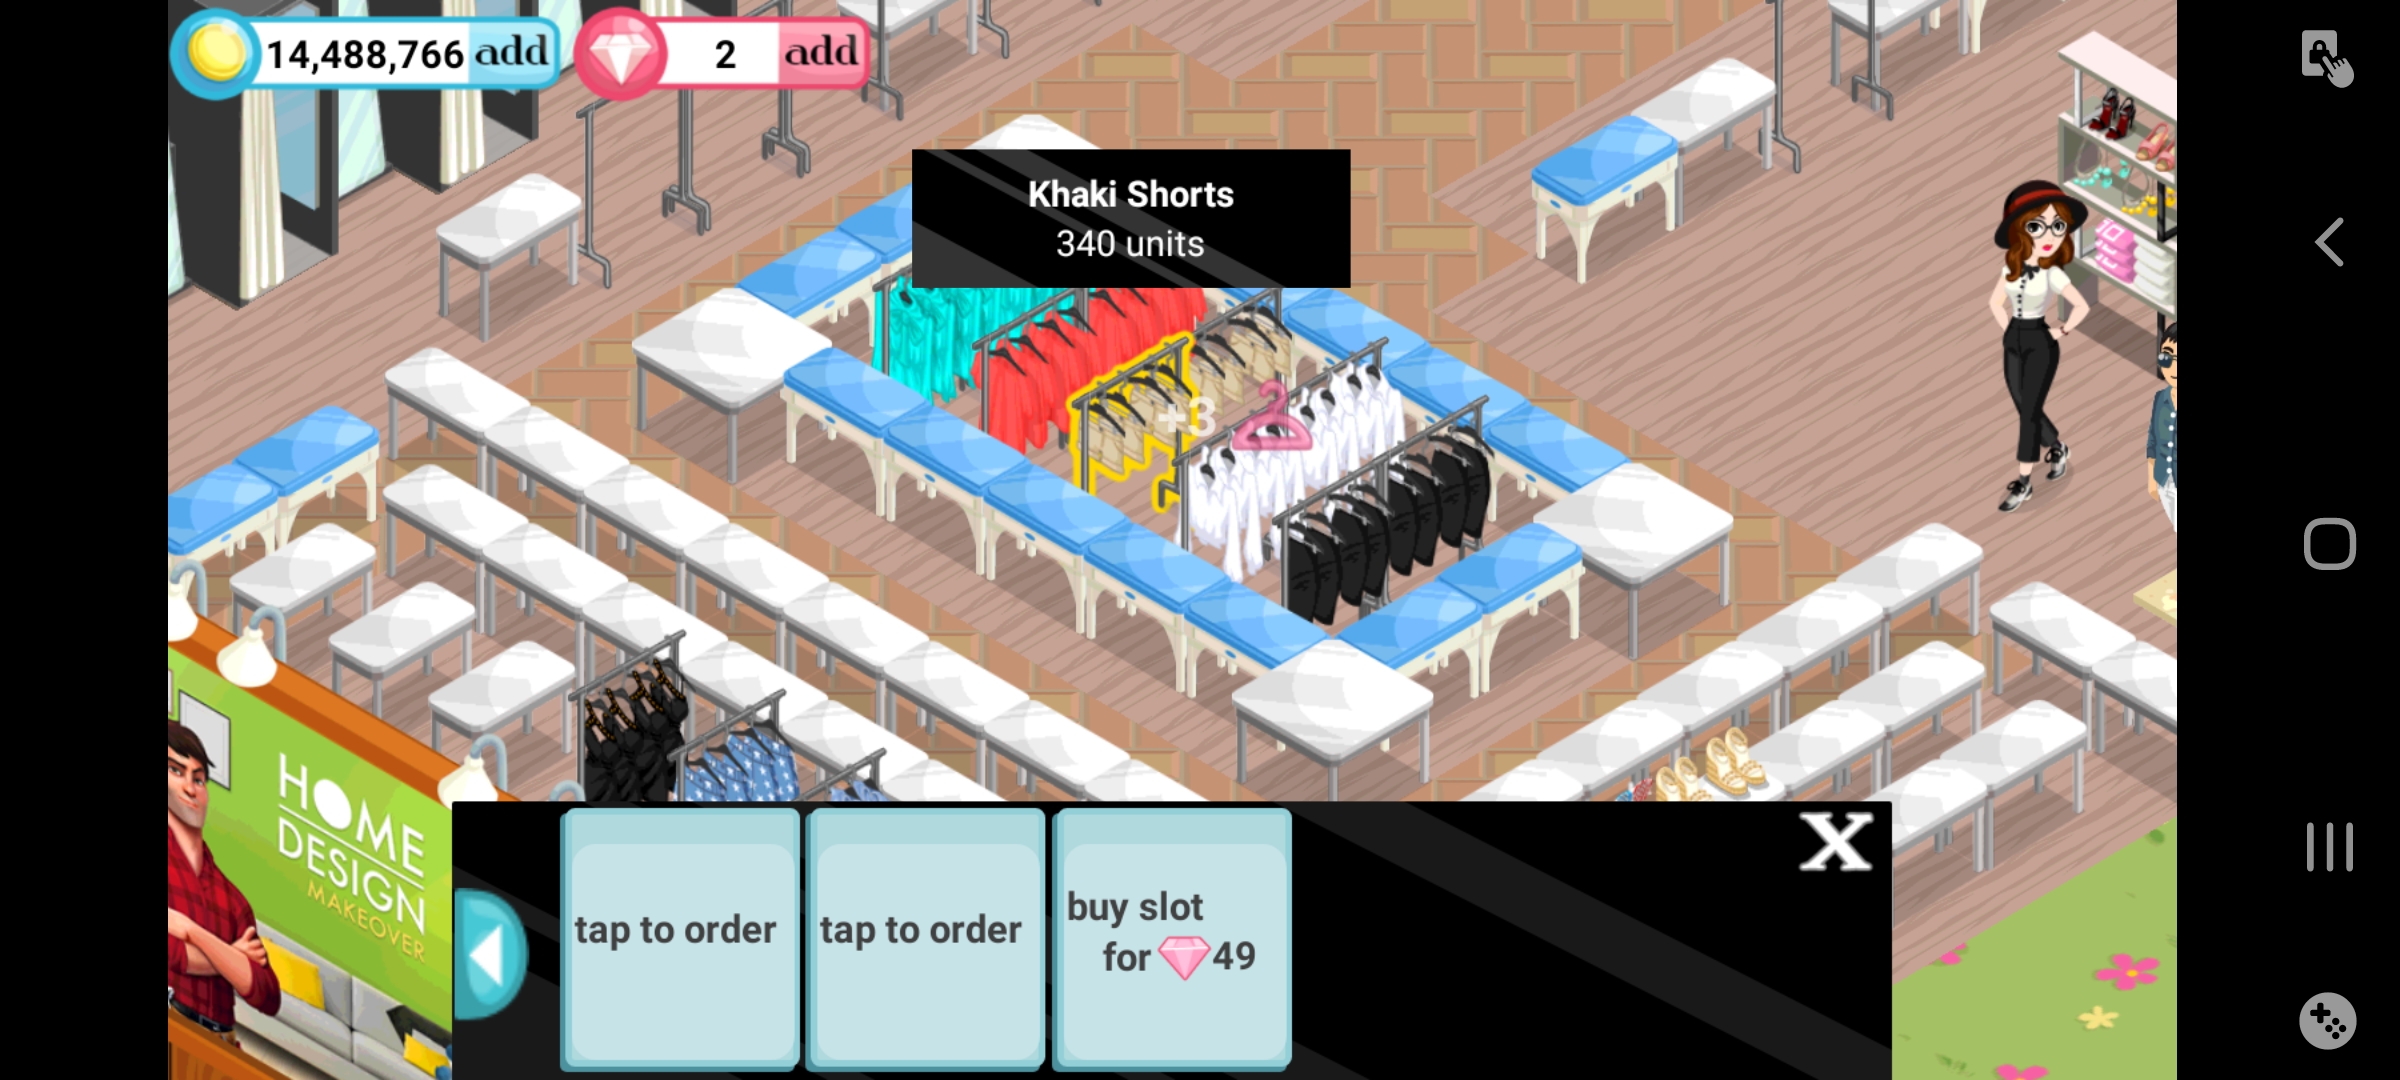 14,488,766 add
2 add
Khaki Shorts
340 units
+3
HOME
DESIGN
MAKEOVER
tap to order
tap to order
buy slot
for 49
X